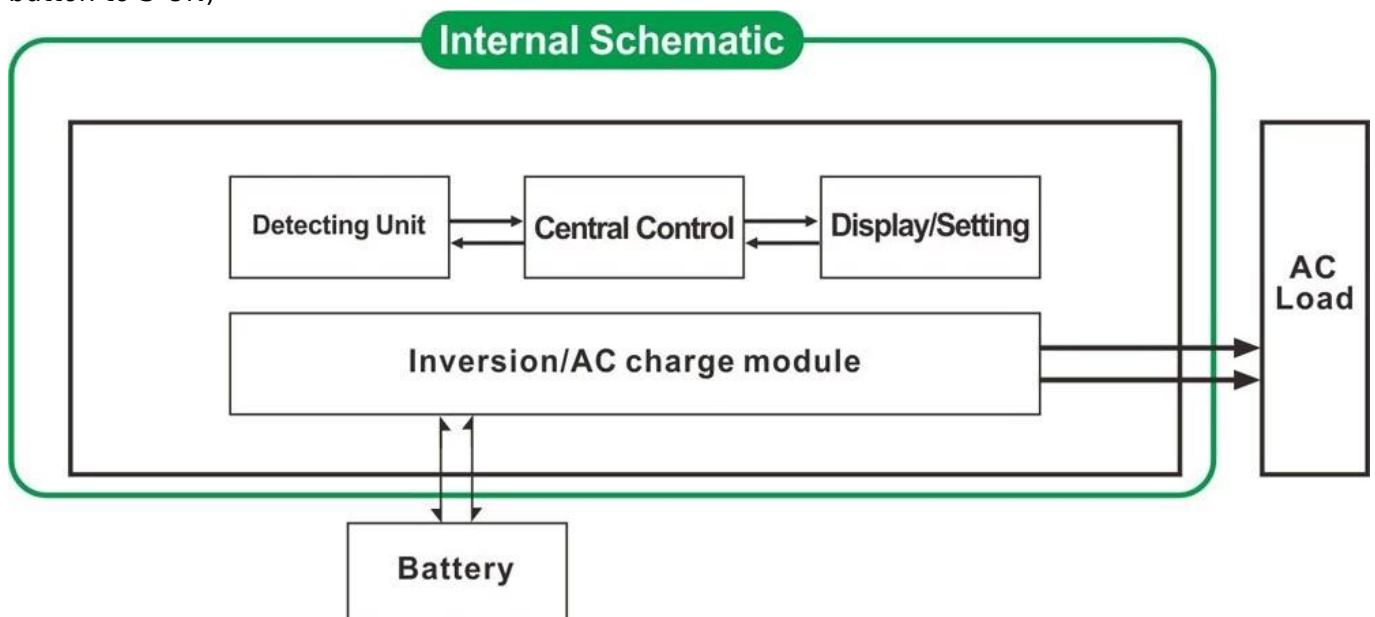 Internal Schematic
Detecting Unit
Central Control
Display/Setting
AC
Load
Inversion/AC charge module
Battery